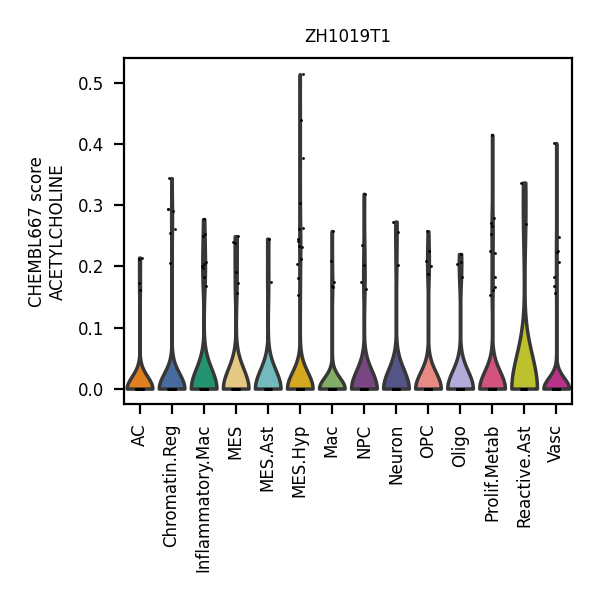 ZH1019T1
CHEMBL667 score
ACETYLCHOLINE
0.5
0.4
0.3
0.2
0.1
0.0
AC
Chromatin.Reg
Inflammatory.Mac
MES
MES.Ast
MES.Hyp
Mac
NPC
Neuron
OPC
Oligo
Prolif.Metab
Reactive.Ast
Vasc